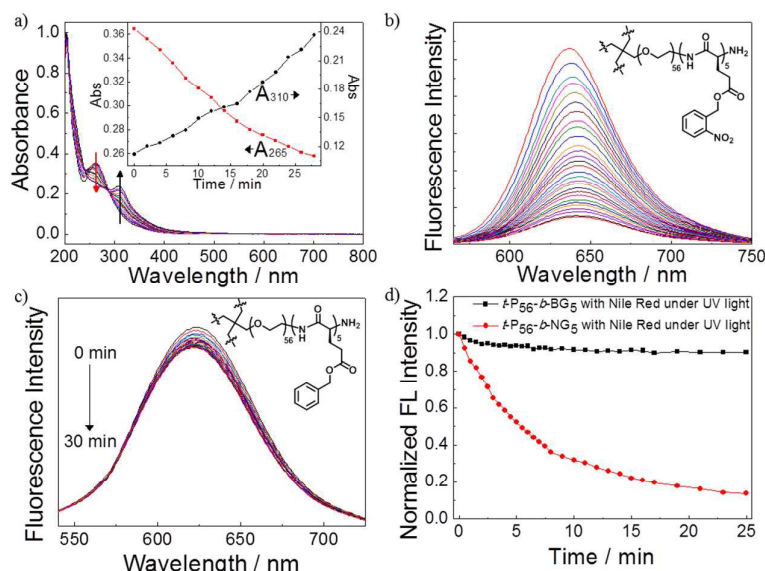 a)
0.36
0.34
0.32
0.30
0.28
0.26
Abs
0.24
0.20
0.16
0.12
Abs
A310
A265
0 5 10 15 20 25
Time / min
1.0
0.8
0.6
0.4
0.2
0.0
Absorbance
200 300 400 500 600 700 800
Wavelength / nm
b)
Fluorescence Intensity
600 650 700 750
Wavelength / nm
O
56
N
H
O
5
NH2
O
O
NO2
c)
Fluorescence Intensity
0 min
30 min
550 600 650 700
Wavelength / nm
O
56
N
H
O
5
NH2
O
O
d)
1.2
1.0
0.8
0.6
0.4
0.2
0.0
Normalized FL Intensity
t-P56-b-BG5 with Nile Red under UV light
t-P56-b-NG5 with Nile Red under UV light
0 5 10 15 20 25
Time / min